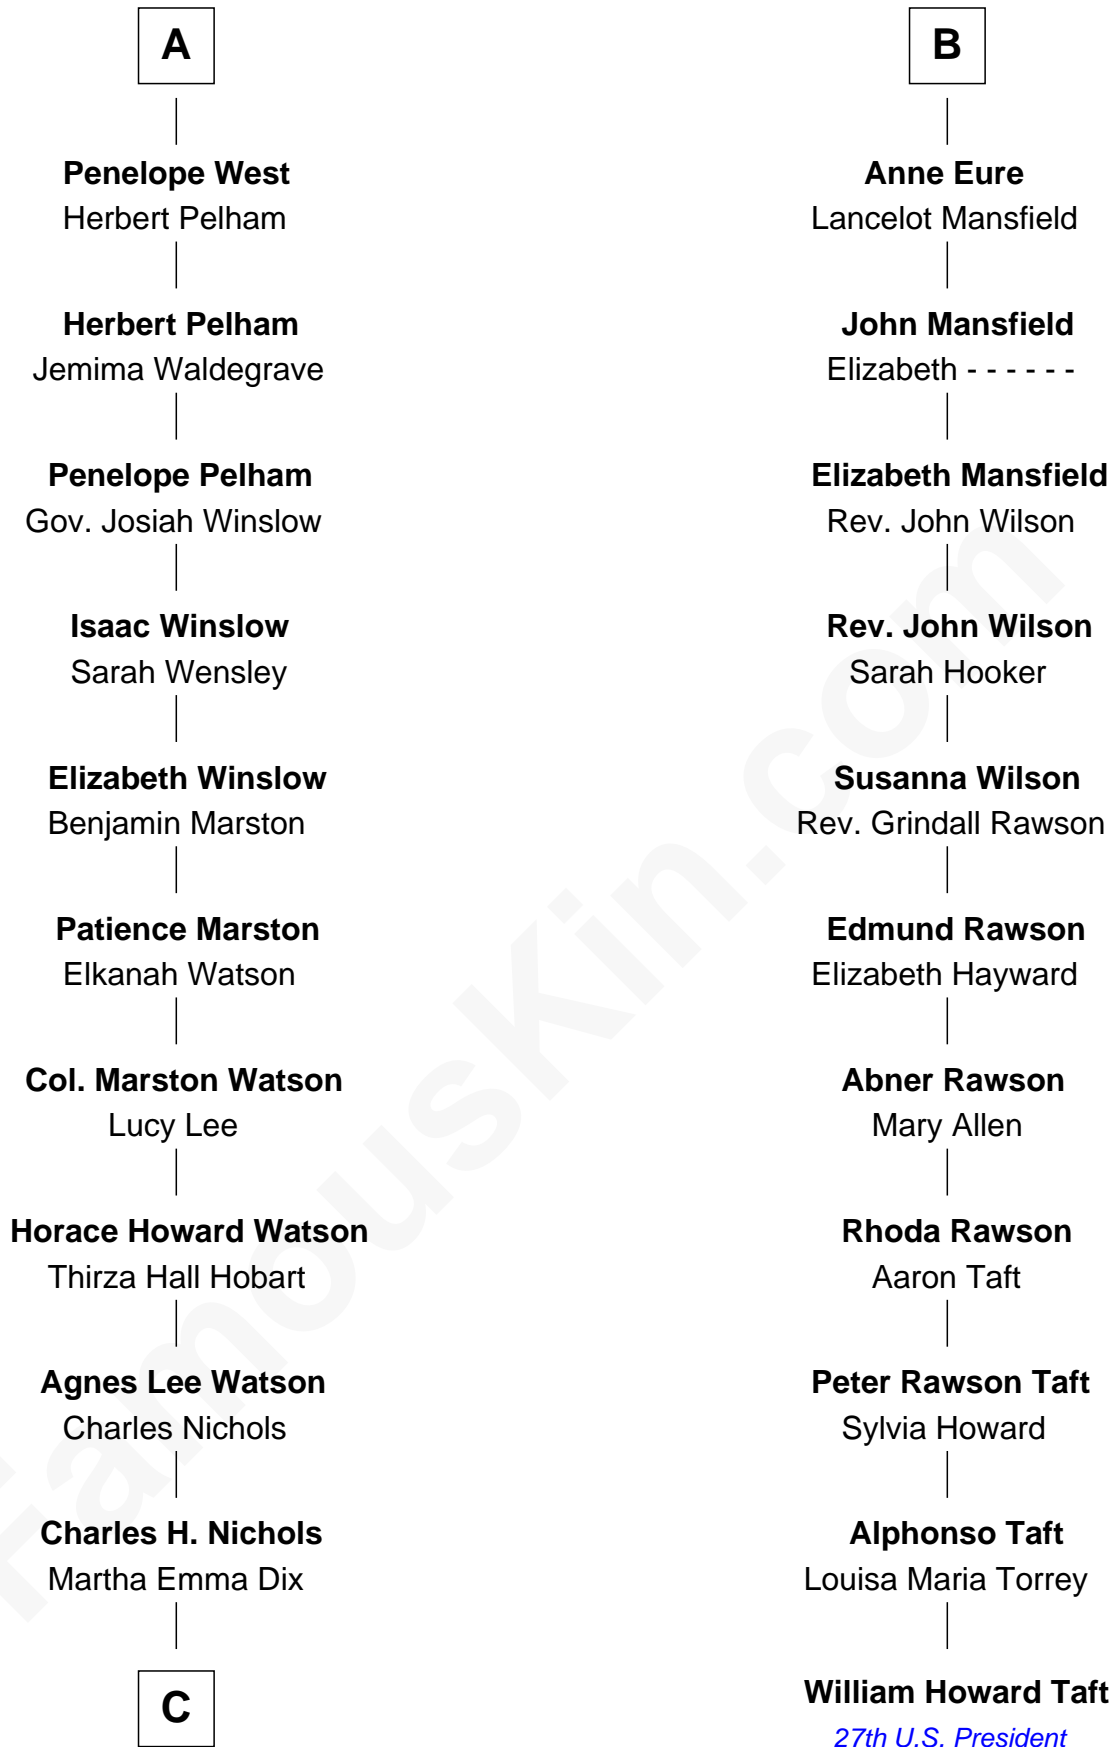 A
Penelope West
Herbert Pelham
Herbert Pelham
Jemima Waldegrave
Penelope Pelham
Gov. Josiah Winslow
Isaac Winslow
Sarah Wensley
Elizabeth Winslow
Benjamin Marston
Patience Marston
Elkanah Watson
Col. Marston Watson
Lucy Lee
Horace Howard Watson
Thirza Hall Hobart
Agnes Lee Watson
Charles Nichols
Charles H. Nichols
Martha Emma Dix
C
B
Anne Eure
Lancelot Mansfield
John Mansfield
Elizabeth - - - - - -
Elizabeth Mansfield
Rev. John Wilson
Rev. John Wilson
Sarah Hooker
Susanna Wilson
Rev. Grindall Rawson
Edmund Rawson
Elizabeth Hayward
Abner Rawson
Mary Allen
Rhoda Rawson
Aaron Taft
Peter Rawson Taft
Sylvia Howard
Alphonso Taft
Louisa Maria Torrey
William Howard Taft
27th U.S. President
FamousKin.com